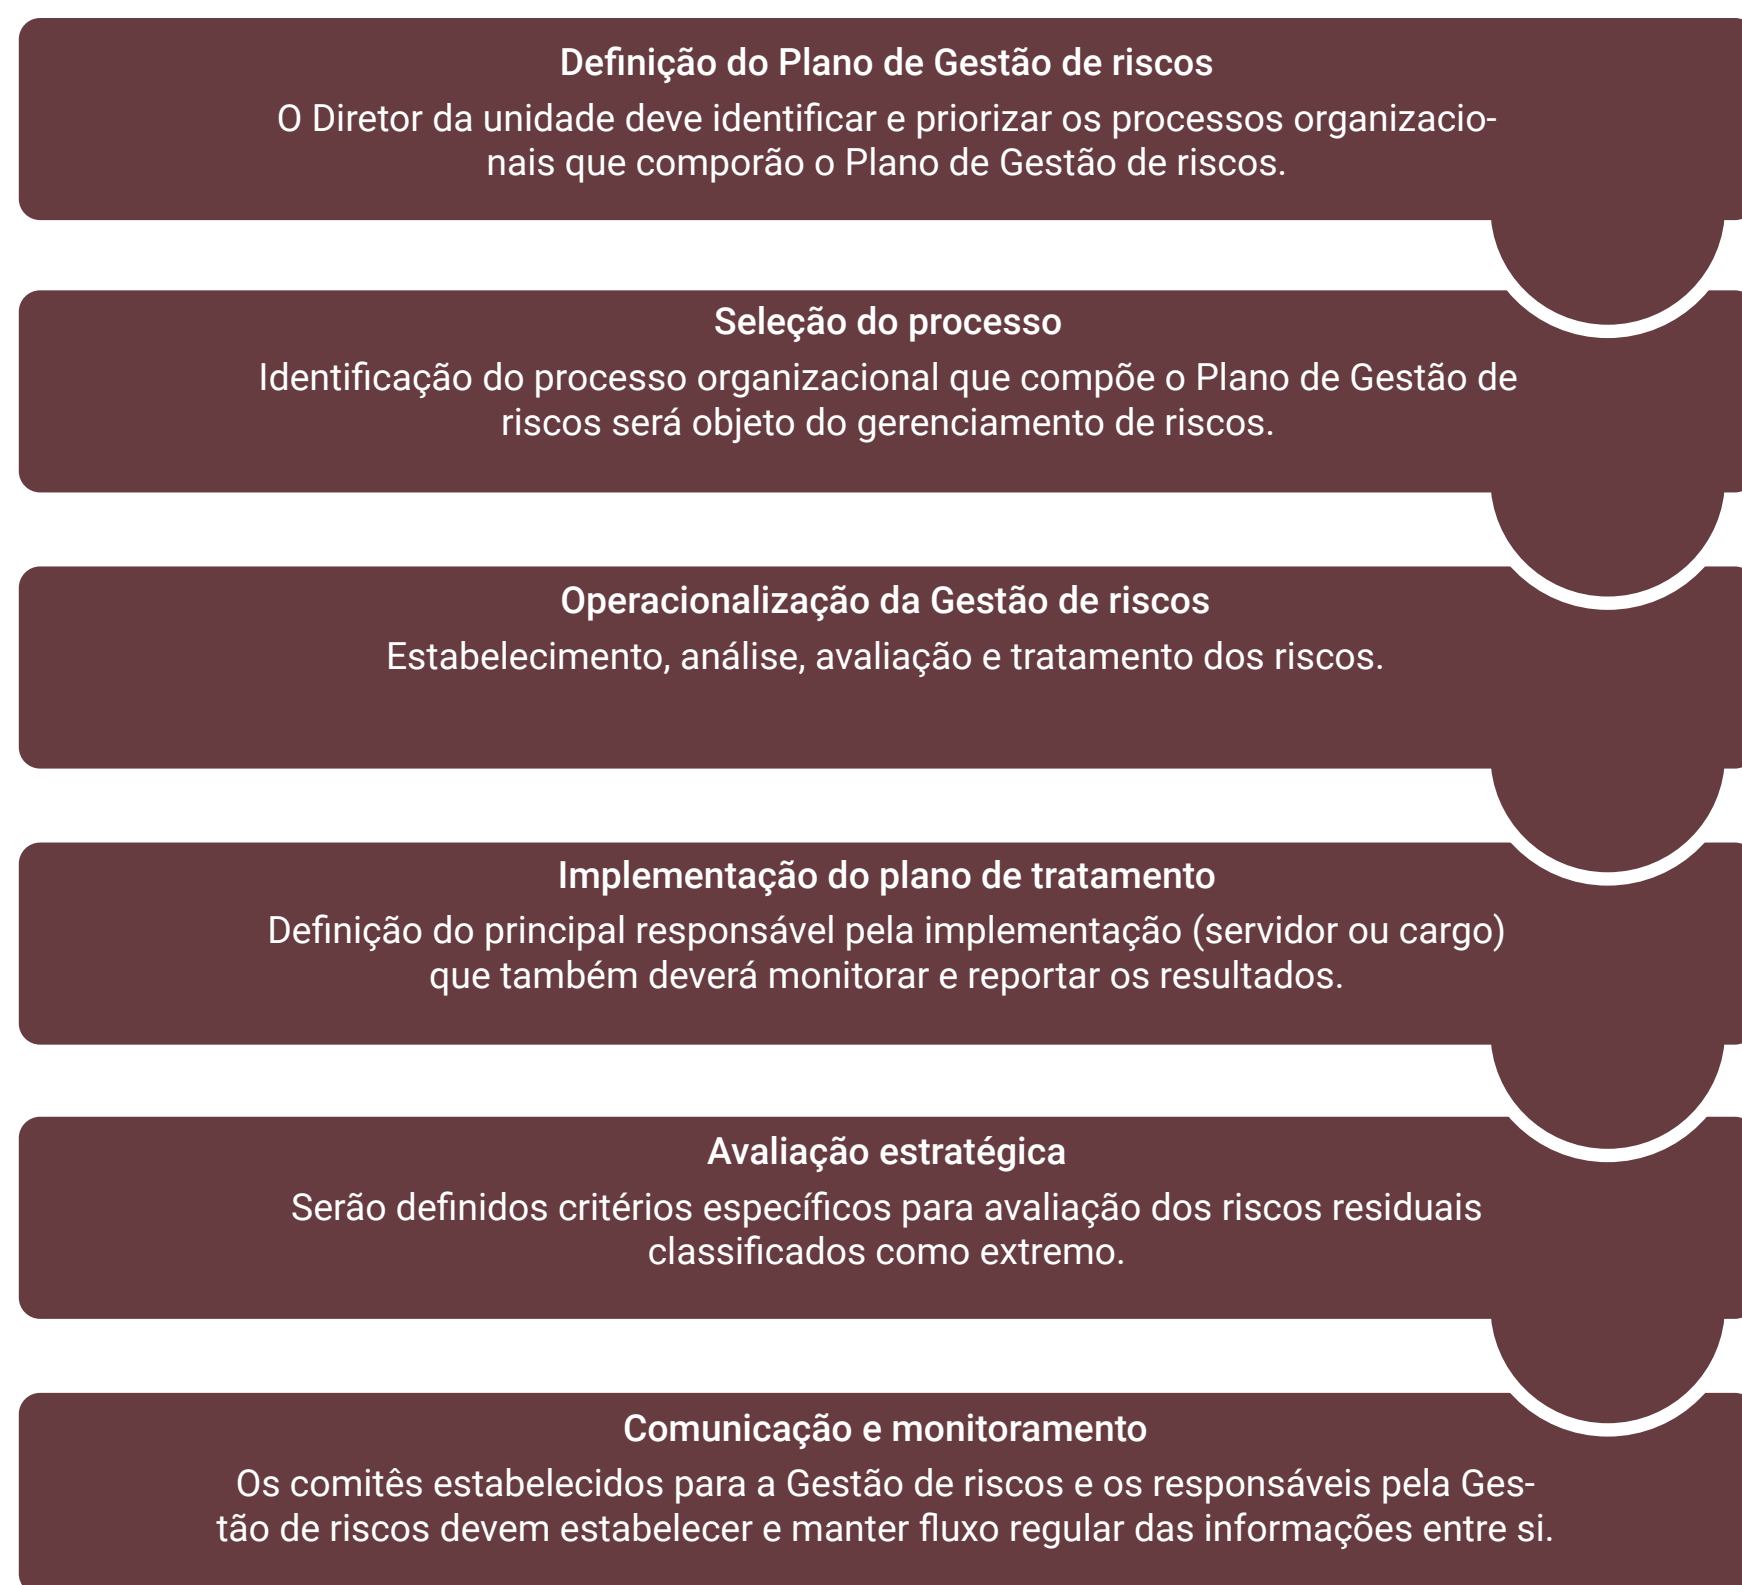 Definição do Plano de Gestão de riscos
O Diretor da unidade deve identificar e priorizar os processos organizacio-
nais que comporão o Plano de Gestão de riscos.
Seleção do processo
Identificação do processo organizacional que compõe o Plano de Gestão de
riscos será objeto do gerenciamento de riscos.
Operacionalização da Gestão de riscos
Estabelecimento, análise, avaliação e tratamento dos riscos.
Implementação do plano de tratamento
Definição do principal responsável pela implementação (servidor ou cargo)
que também deverá monitorar e reportar os resultados.
Avaliação estratégica
Serão definidos critérios específicos para avaliação dos riscos residuais
classificados como extremo.
Comunicação e monitoramento
Os comitês estabelecidos para a Gestão de riscos e os responsáveis pela Ges-
tão de riscos devem estabelecer e manter fluxo regular das informações entre si.